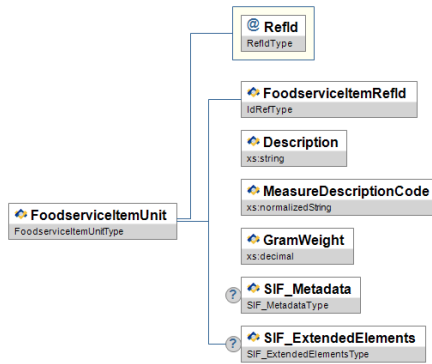 @ RefId
RefIdType
FoodserviceItemRefId
IdRefType
Description
xs:string
FoodserviceItemUnit
FoodserviceItemUnitType
MeasureDescriptionCode
xs:normalizedString
GramWeight
xs:decimal
? SIF_Metadata
SIF_MetadataType
? SIF_ExtendedElements
SIF_ExtendedElementsType